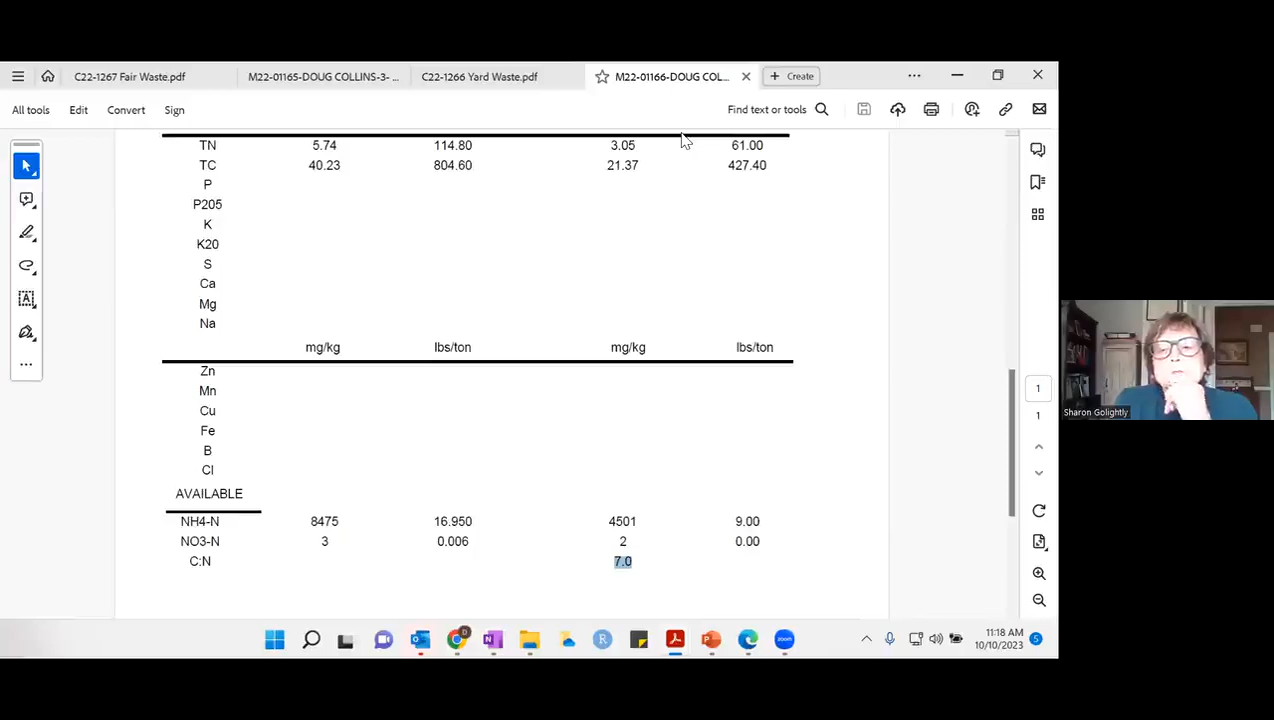 C22-1267 Fair Waste.pdf M22-01165-DOUG COLLINS-3- ... C22-1266 Yard Waste.pdf M22-01166-DOUG COL... Create
All tools Edit Convert Sign Find text or tools
TN 5.74 114.80 3.05 61.00
TC 40.23 804.60 21.37 427.40
P
P205
K
K20
S
Ca
Mg
Na
mg/kg lbs/ton mg/kg lbs/ton
Zn
Mn
Cu
Fe
B
Cl
AVAILABLE
NH4-N 8475 16.950 4501 9.00
NO3-N 3 0.006 2 0.00
C:N 7.0
1
1
Sharon Golightly
11:18 AM
10/10/2023
5